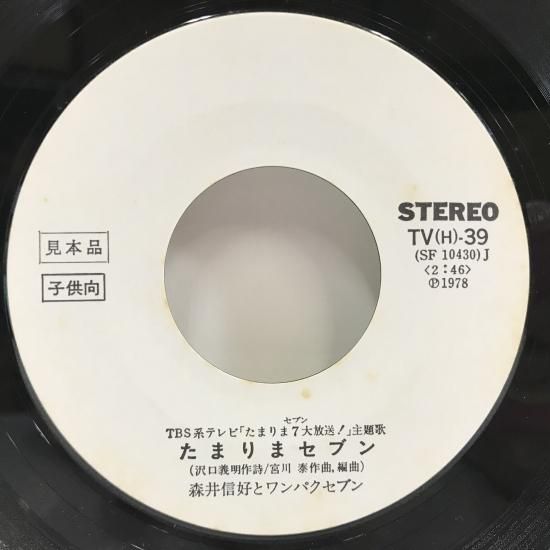 STEREO
TV(H)-39
(SF 10430)J
<2:46>
℗1978
見本品
子供向
セブン
TBS系テレビ「たまりま7大放送!」主題歌
たまりまセブン
(沢口義明作詩/宮川 泰作曲,編曲)
森井信好とワンパクセブン